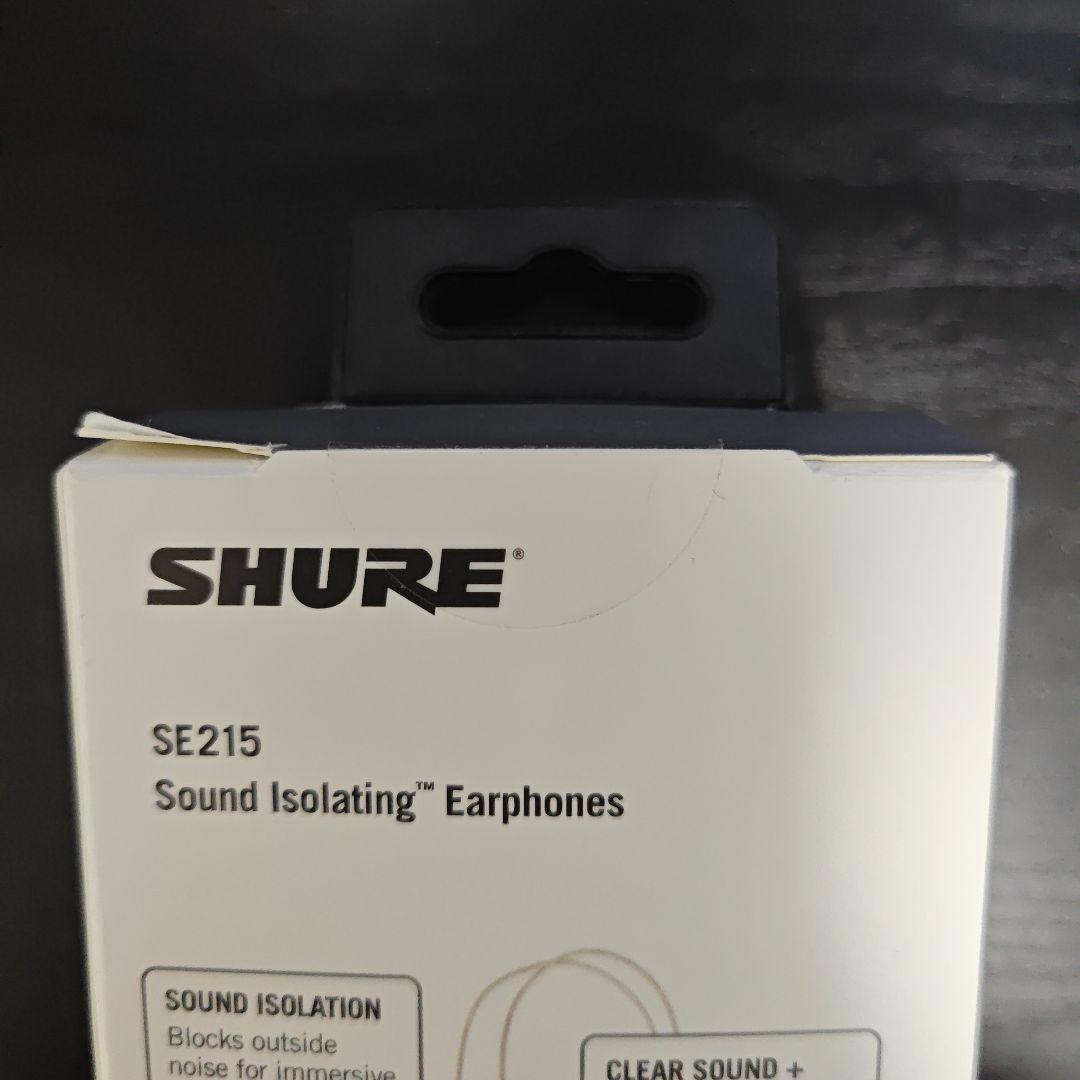 SHURE®
SE215
Sound Isolating™ Earphones
SOUND ISOLATION
Blocks outside
noise for immersive
CLEAR SOUND +